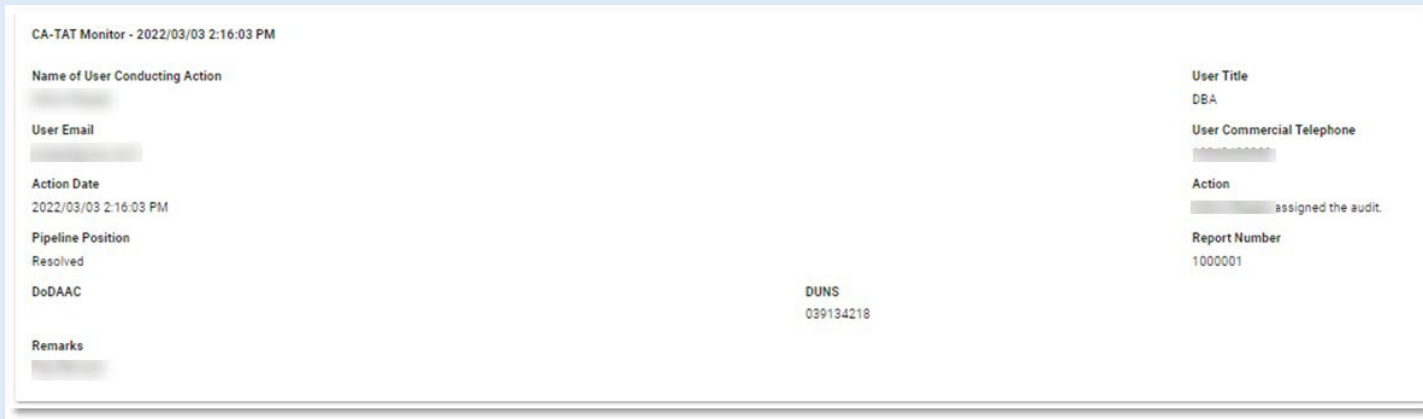 CA-TAT Monitor - 2022/03/03 2:16:03 PM
Name of User Conducting Action
User Title
DBA
User Email
User Commercial Telephone
Action Date
2022/03/03 2:16:03 PM
Action
assigned the audit.
Pipeline Position
Resolved
Report Number
1000001
DoDAAC
DUNS
039134218
Remarks